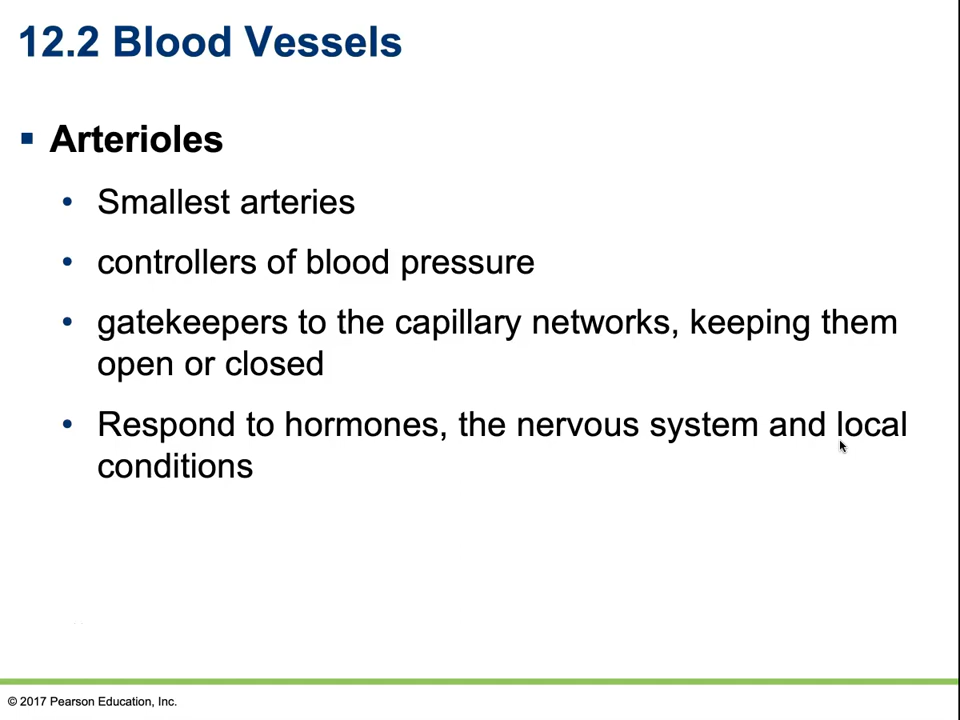 12.2 Blood Vessels
▪ Arterioles
• Smallest arteries
• controllers of blood pressure
• gatekeepers to the capillary networks, keeping them
open or closed
• Respond to hormones, the nervous system and local
conditions
© 2017 Pearson Education, Inc.